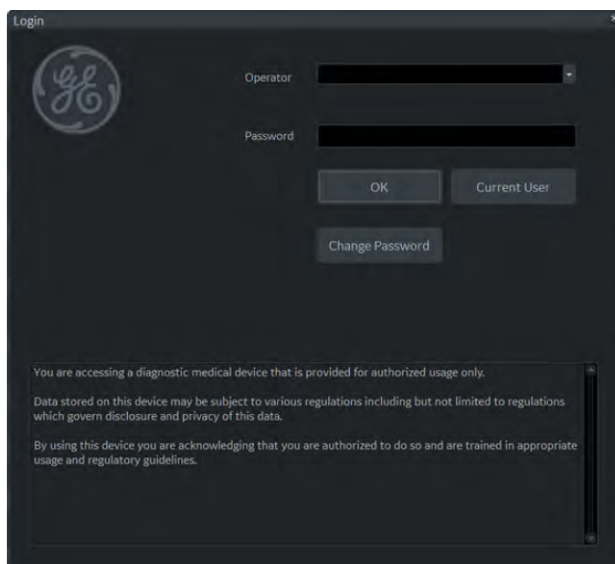 Login
GE
Operator
Password
OK Current User
Change Password
You are accessing a diagnostic medical device that is provided for authorized usage only.
Data stored on this device may be subject to various regulations including but not limited to regulations
which govern disclosure and privacy of this data.
By using this device you are acknowledging that you are authorized to do so and are trained in appropriate
usage and regulatory guidelines.